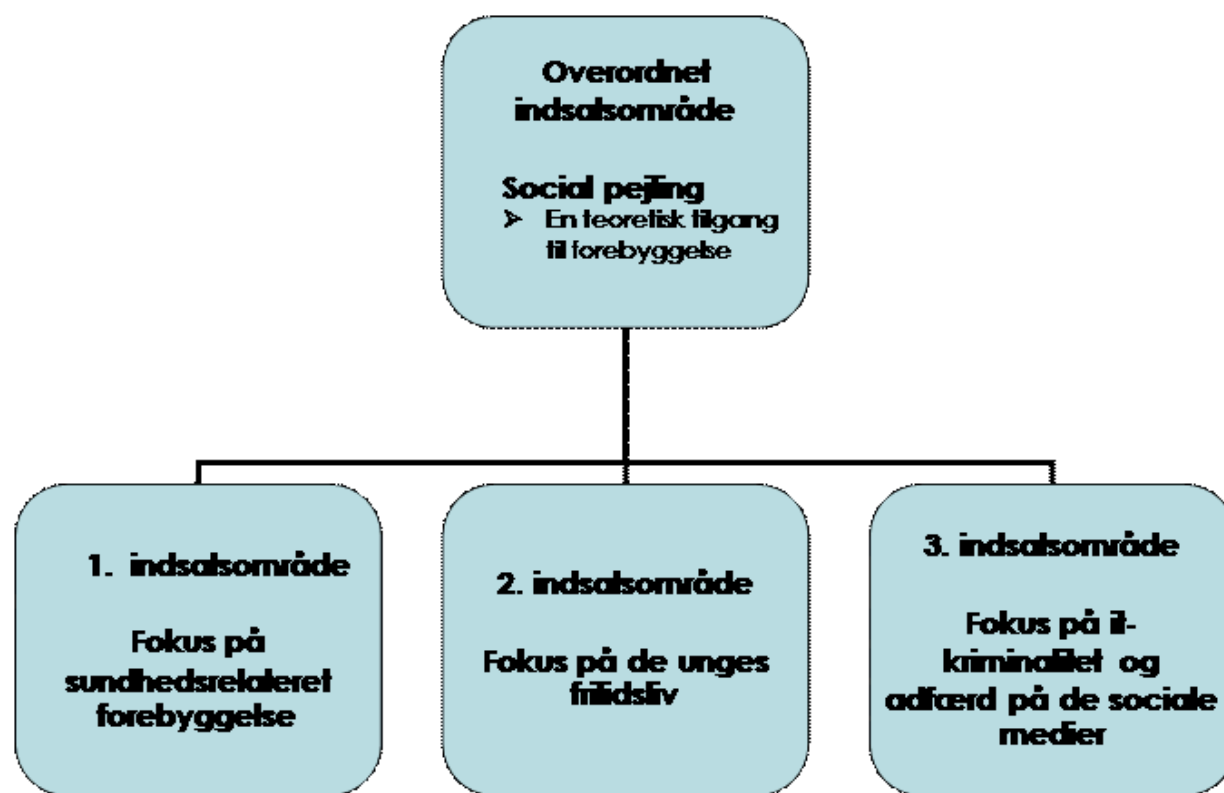 Overordnet
indsatsområde
Social pejling
➢ En teoretisk tilgang
til forebyggelse
1. indsatsområde
Fokus på
sundhedsrelateret
forebyggelse
2. indsatsområde
Fokus på de unges
fritidsliv
3. indsatsområde
Fokus på it-
kriminalitet og
adfærd på de sociale
medier